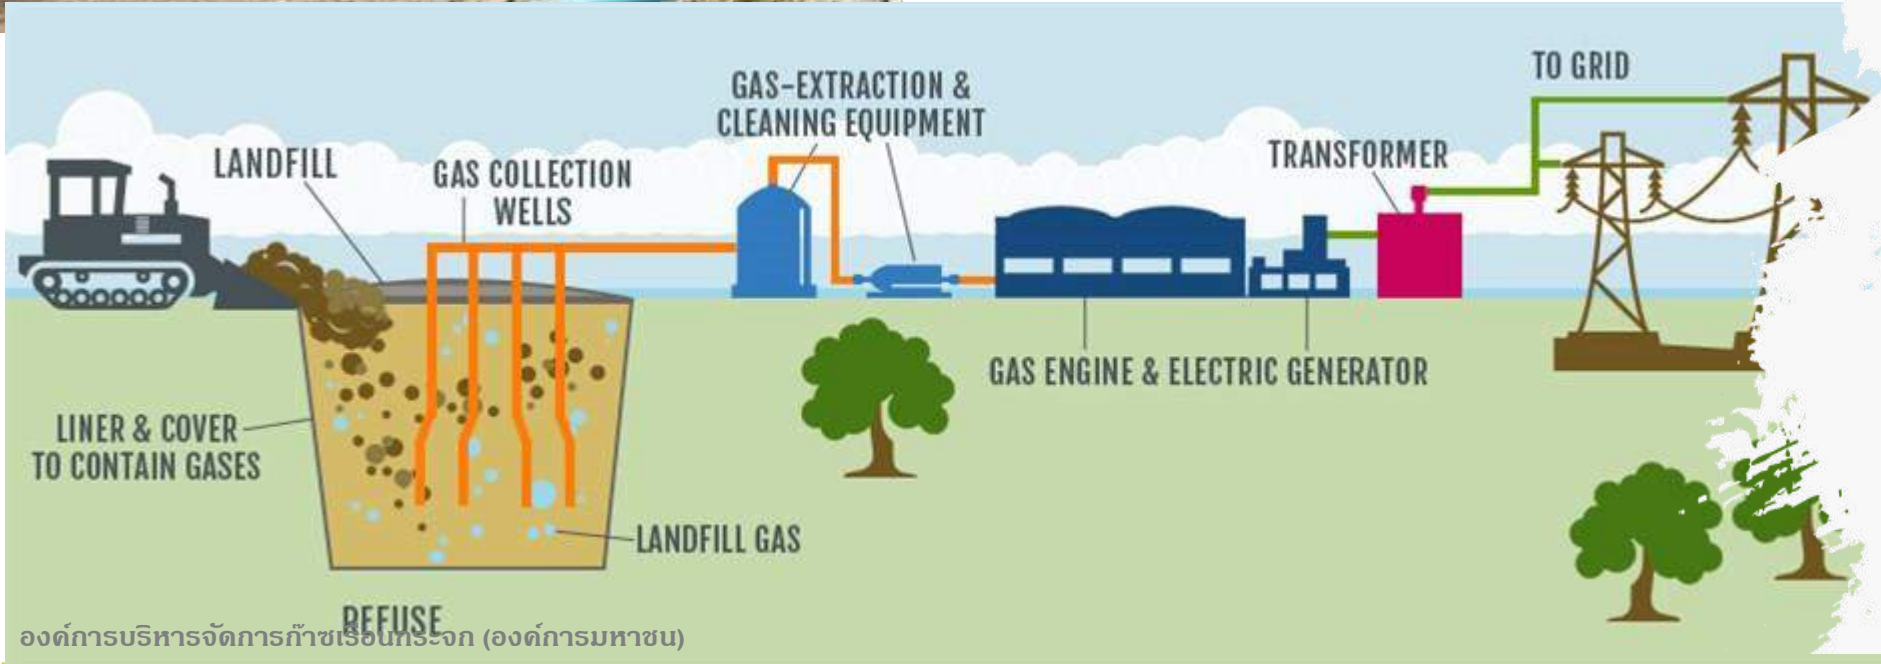 TO GRID
GAS-EXTRACTION &
CLEANING EQUIPMENT
TRANSFORMER
LANDFILL
GAS COLLECTION
WELLS
GAS ENGINE & ELECTRIC GENERATOR
LINER & COVER
TO CONTAIN GASES
LANDFILL GAS
REFUSE
องค์การบริหารจัดการก๊าซเรือนกระจก (องค์การมหาชน)